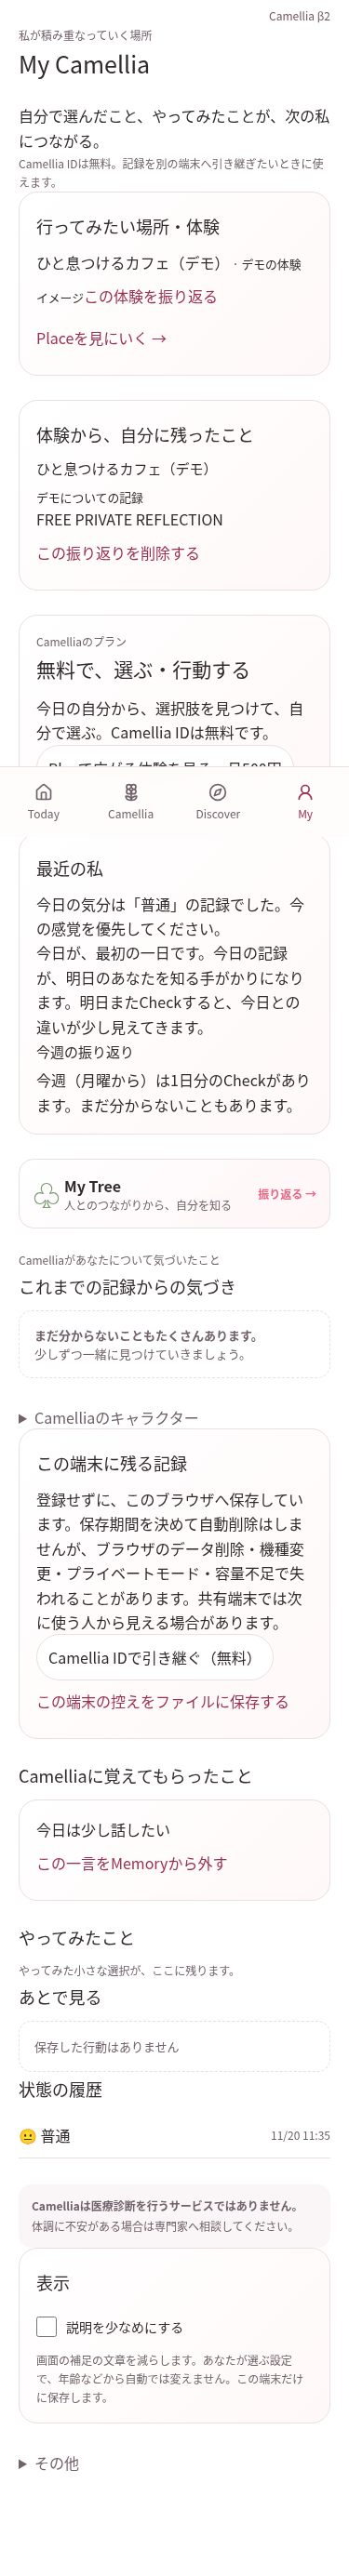 Camellia β2
私が積み重なっていく場所
My Camellia
自分で選んだこと、やってみたことが、次の私
につながる。
Camellia IDは無料。記録を別の端末へ引き継ぎたいときに使
えます。
行ってみたい場所・体験
ひと息つけるカフェ（デモ） · デモの体験
イメージこの体験を振り返る
Placeを見にいく →
体験から、自分に残ったこと
ひと息つけるカフェ（デモ）
デモについての記録
FREE PRIVATE REFLECTION
この振り返りを削除する
Camelliaのプラン
無料で、選ぶ・行動する
今日の自分から、選択肢を見つけて、自
分で選ぶ。Camellia IDは無料です。
Today
Camellia
Discover
My
最近の私
今日の気分は「普通」の記録でした。今
の感覚を優先してください。
今日が、最初の一日です。今日の記録
が、明日のあなたを知る手がかりになり
ます。明日またCheckすると、今日との
違いが少し見えてきます。
今週の振り返り
今週（月曜から）は1日分のCheckがあり
ます。まだ分からないこともあります。
My Tree
人とのつながりから、自分を知る
振り返る →
Camelliaがあなたについて気づいたこと
これまでの記録からの気づき
まだ分からないこともたくさんあります。
少しずつ一緒に見つけていきましょう。
▶ Camelliaのキャラクター
この端末に残る記録
登録せずに、このブラウザへ保存してい
ます。保存期間を決めて自動削除はしま
せんが、ブラウザのデータ削除・機種変
更・プライベートモード・容量不足で失
われることがあります。共有端末では次
に使う人から見える場合があります。
Camellia IDで引き継ぐ（無料）
この端末の控えをファイルに保存する
Camelliaに覚えてもらったこと
今日は少し話したい
この一言をMemoryから外す
やってみたこと
やってみた小さな選択が、ここに残ります。
あとで見る
保存した行動はありません
状態の履歴
😐 普通
11/20 11:35
Camelliaは医療診断を行うサービスではありません。
体調に不安がある場合は専門家へ相談してください。
表示
説明を少なめにする
画面の補足の文章を減らします。あなたが選ぶ設定
で、年齢などから自動では変えません。この端末だけ
に保存します。
▶ その他